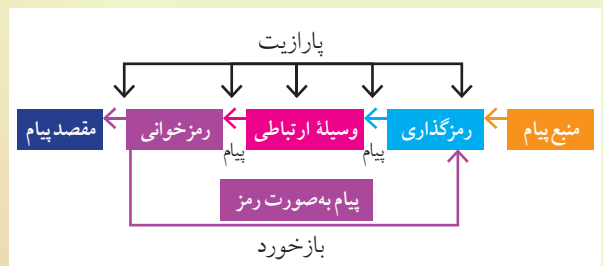 پارازیت
منبع پیام
رمزگذاری
وسیلهٔ ارتباطی
رمزخوانی
مقصد پیام
پیام
پیام
پیام به‌صورت رمز
بازخورد